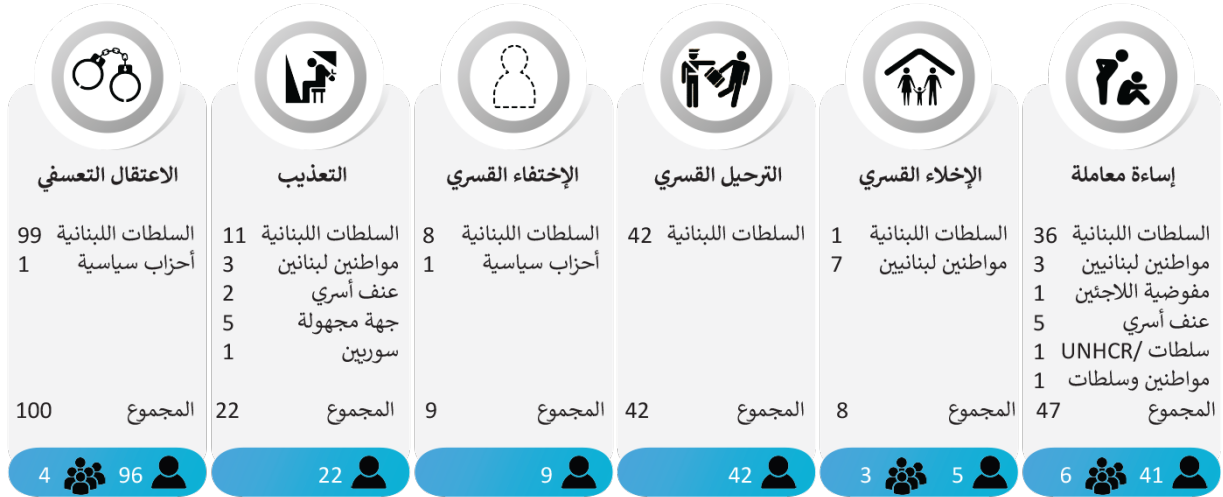 إساءة معاملة
السلطات اللبنانية 36
مواطنين لبنانيين 3
مفوضية اللاجئين 1
عنف أسري 5
سلطات /UNHCR 1
مواطنين وسلطات 1
المجموع 47
41 6
الإخلاء القسري
السلطات اللبنانية 1
مواطنين لبنانيين 7
المجموع 8
5 3
الترحيل القسري
السلطات اللبنانية 42
المجموع 42
42
الإختفاء القسري
السلطات اللبنانية 8
أحزاب سياسية 1
المجموع 9
9
التعذيب
السلطات اللبنانية 11
مواطنين لبنانين 3
عنف أسري 2
جهة مجهولة 5
سوريين 1
المجموع 22
22
الاعتقال التعسفي
السلطات اللبنانية 99
أحزاب سياسية 1
المجموع 100
96 4